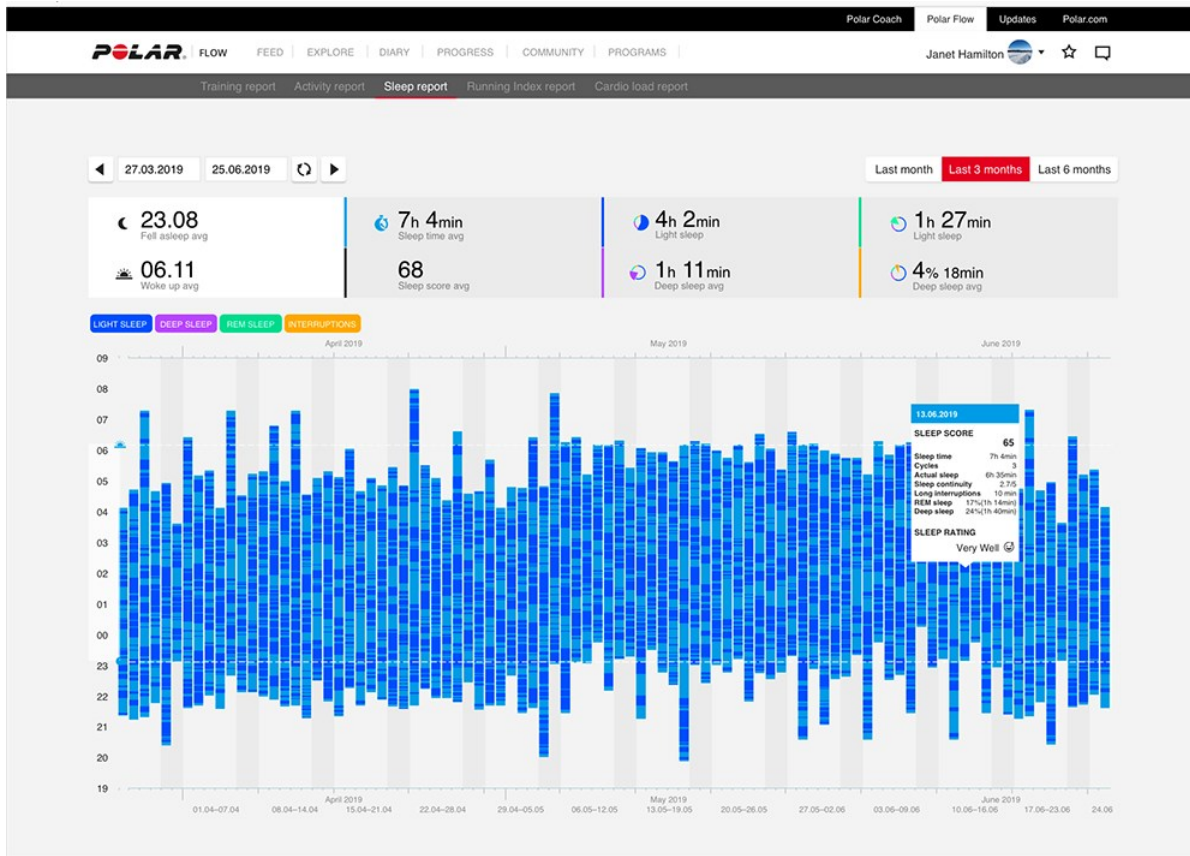 Polar Coach Polar Flow Updates Polar.com
POLAR. FLOW FEED EXPLORE DIARY PROGRESS COMMUNITY PROGRAMS Janet Hamilton
Training report Activity report Sleep report Running Index report Cardio load report
27.03.2019 25.06.2019 Last month Last 3 months Last 6 months
23.08 7h 4min 4h 2min 1h 27min
Fell asleep avg Sleep time avg Light sleep Light sleep
06.11 68 1h 11min 4% 18min
Woke up avg Sleep score avg Deep sleep avg Deep sleep avg
LIGHT SLEEP DEEP SLEEP REM SLEEP INTERRUPTIONS
April 2019 May 2019 June 2019
09
08
07
06
05
04
03
02
01
00
23
22
21
20
19
13.06.2019
SLEEP SCORE
65
Sleep time 7h 4min
Cycles 3
Actual sleep 6h 35min
Sleep continuity 2.7/5
Long interruptions 10 min
REM sleep 17%(1h 14min)
Deep sleep 24%(1h 40min)
SLEEP RATING
Very Well
April 2019 May 2019 June 2019
01.04–07.04 08.04–14.04 15.04–21.04 22.04–28.04 29.04–05.05 06.05–12.05 13.05–19.05 20.05–26.05 27.05–02.06 03.06–09.06 10.06–16.06 17.06–23.06 24.06